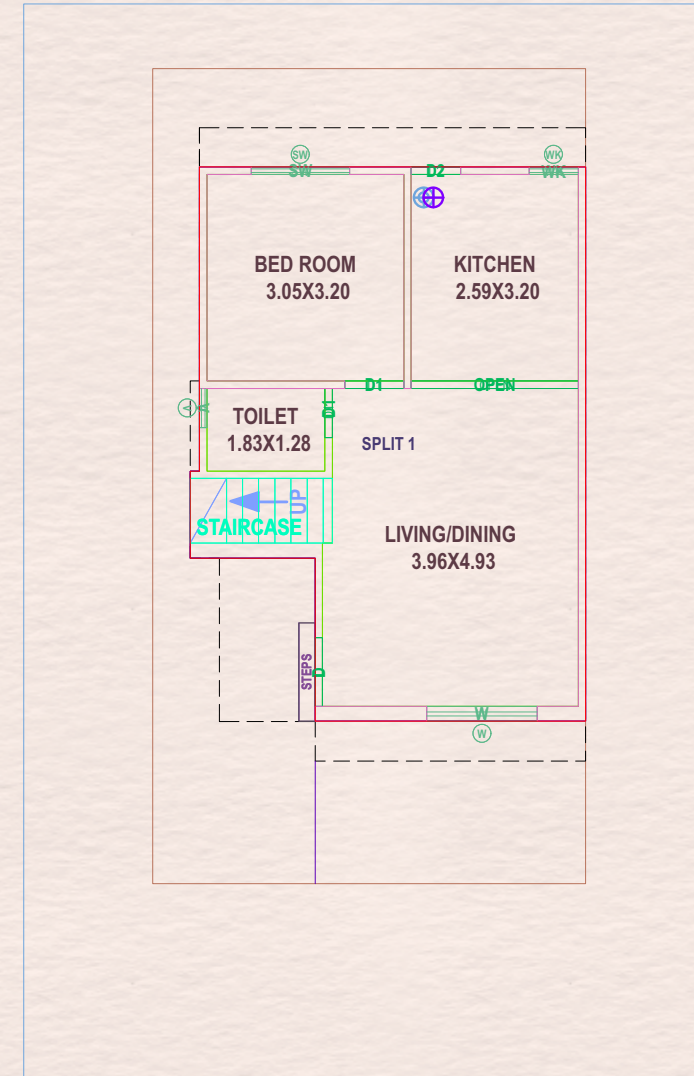 SW
WK
SW
D2
WK
BED ROOM
3.05X3.20
KITCHEN
2.59X3.20
D1
OPEN
A
A
TOILET
1.83X1.28
D1
SPLIT 1
UP
STAIRCASE
LIVING/DINING
3.96X4.93
STEPS
D
W
W